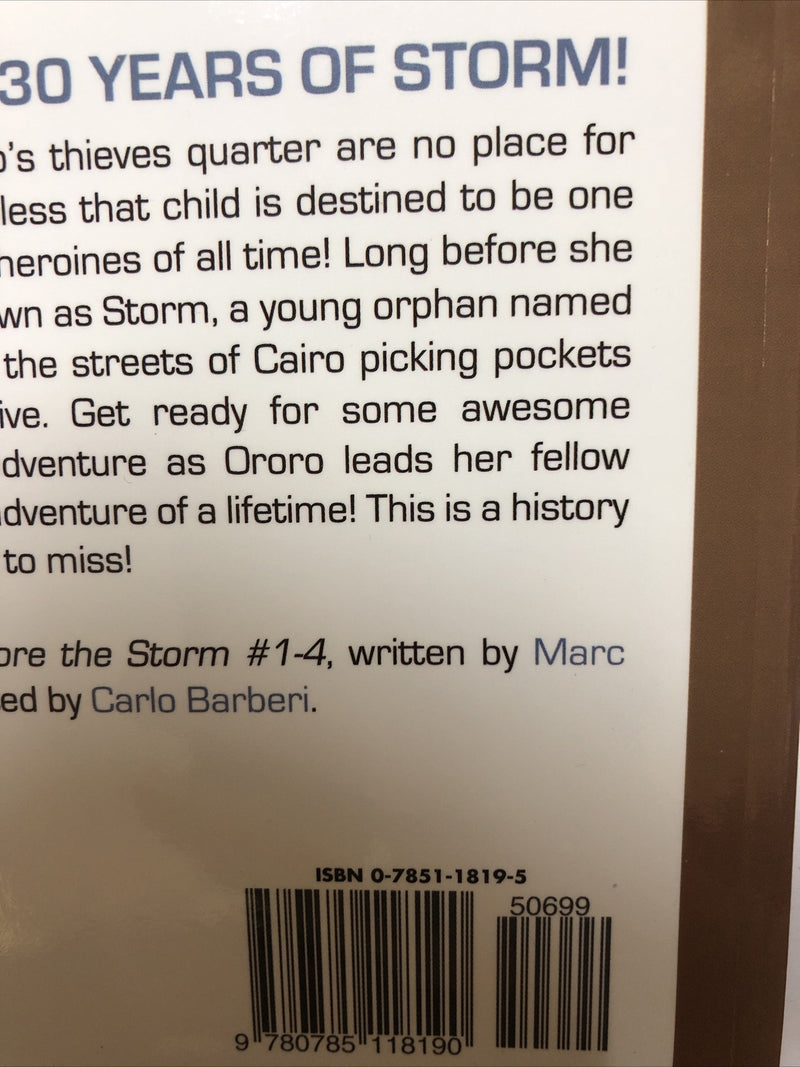 30 YEARS OF STORM!
o's thieves quarter are no place for
less that child is destined to be one
heroines of all time! Long before she
wn as Storm, a young orphan named
the streets of Cairo picking pockets
ive. Get ready for some awesome
dventure as Ororo leads her fellow
adventure of a lifetime! This is a history
to miss!
ore the Storm #1-4, written by Marc
ed by Carlo Barberi.
ISBN 0-7851-1819-5
50699
9 780785 118190